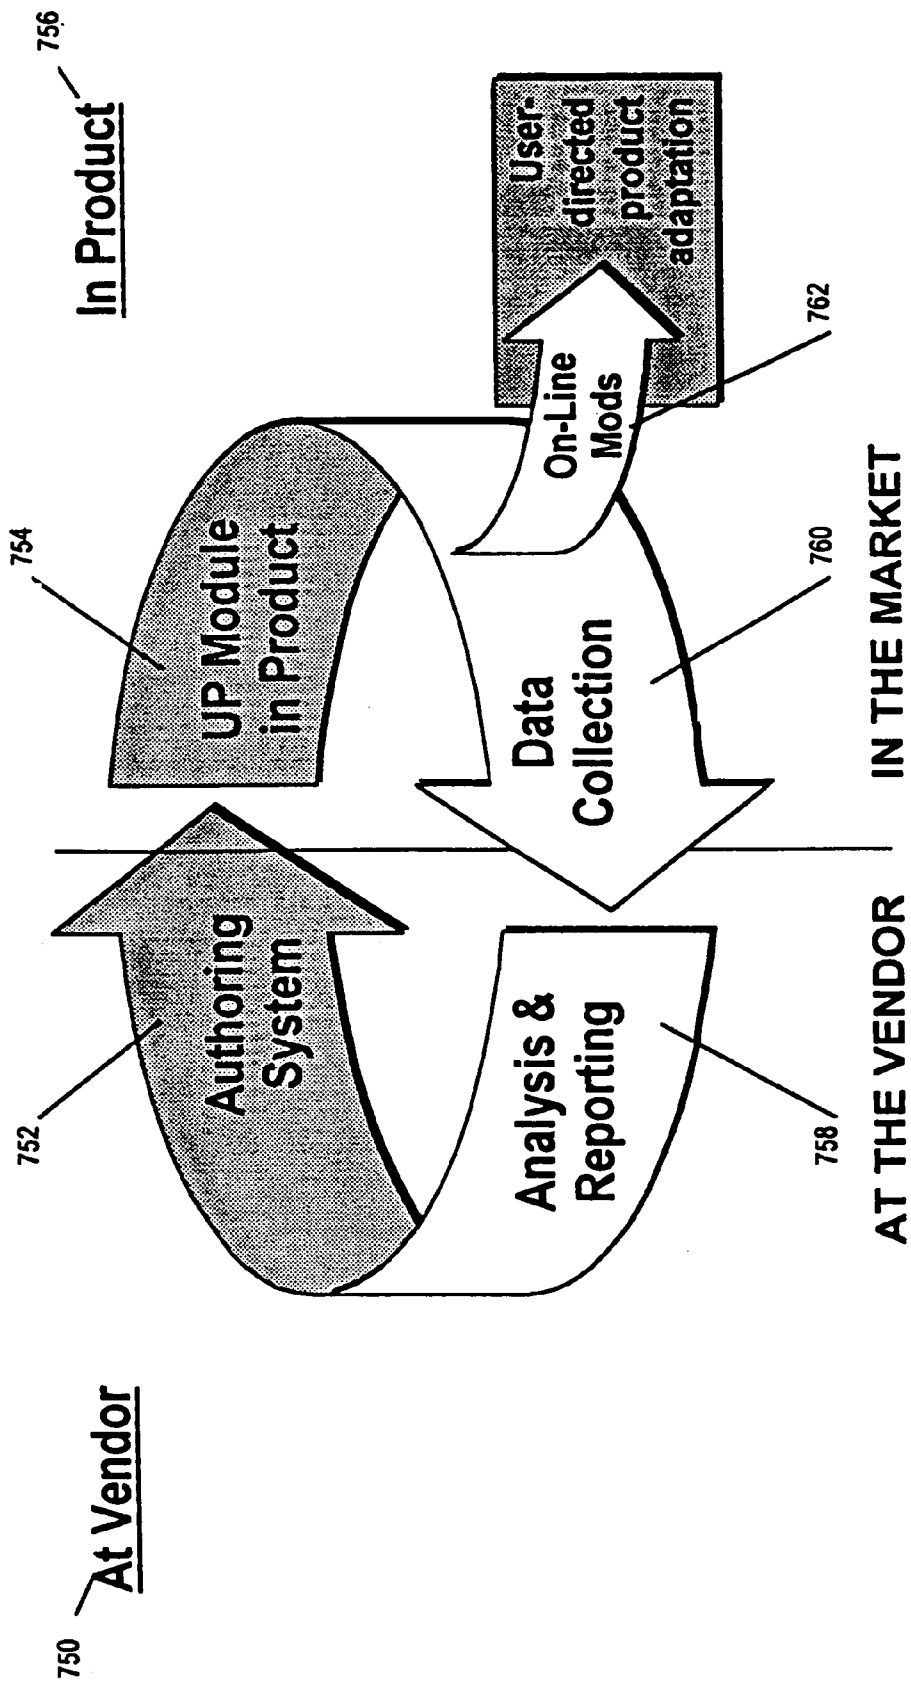 750
At Vendor
In Product
756
752
754
Authoring
System
UP Module
in Product
Analysis &
Reporting
Data
Collection
On-Line
Mods
User-
directed
product
adaptation
758
760
762
AT THE VENDOR
IN THE MARKET